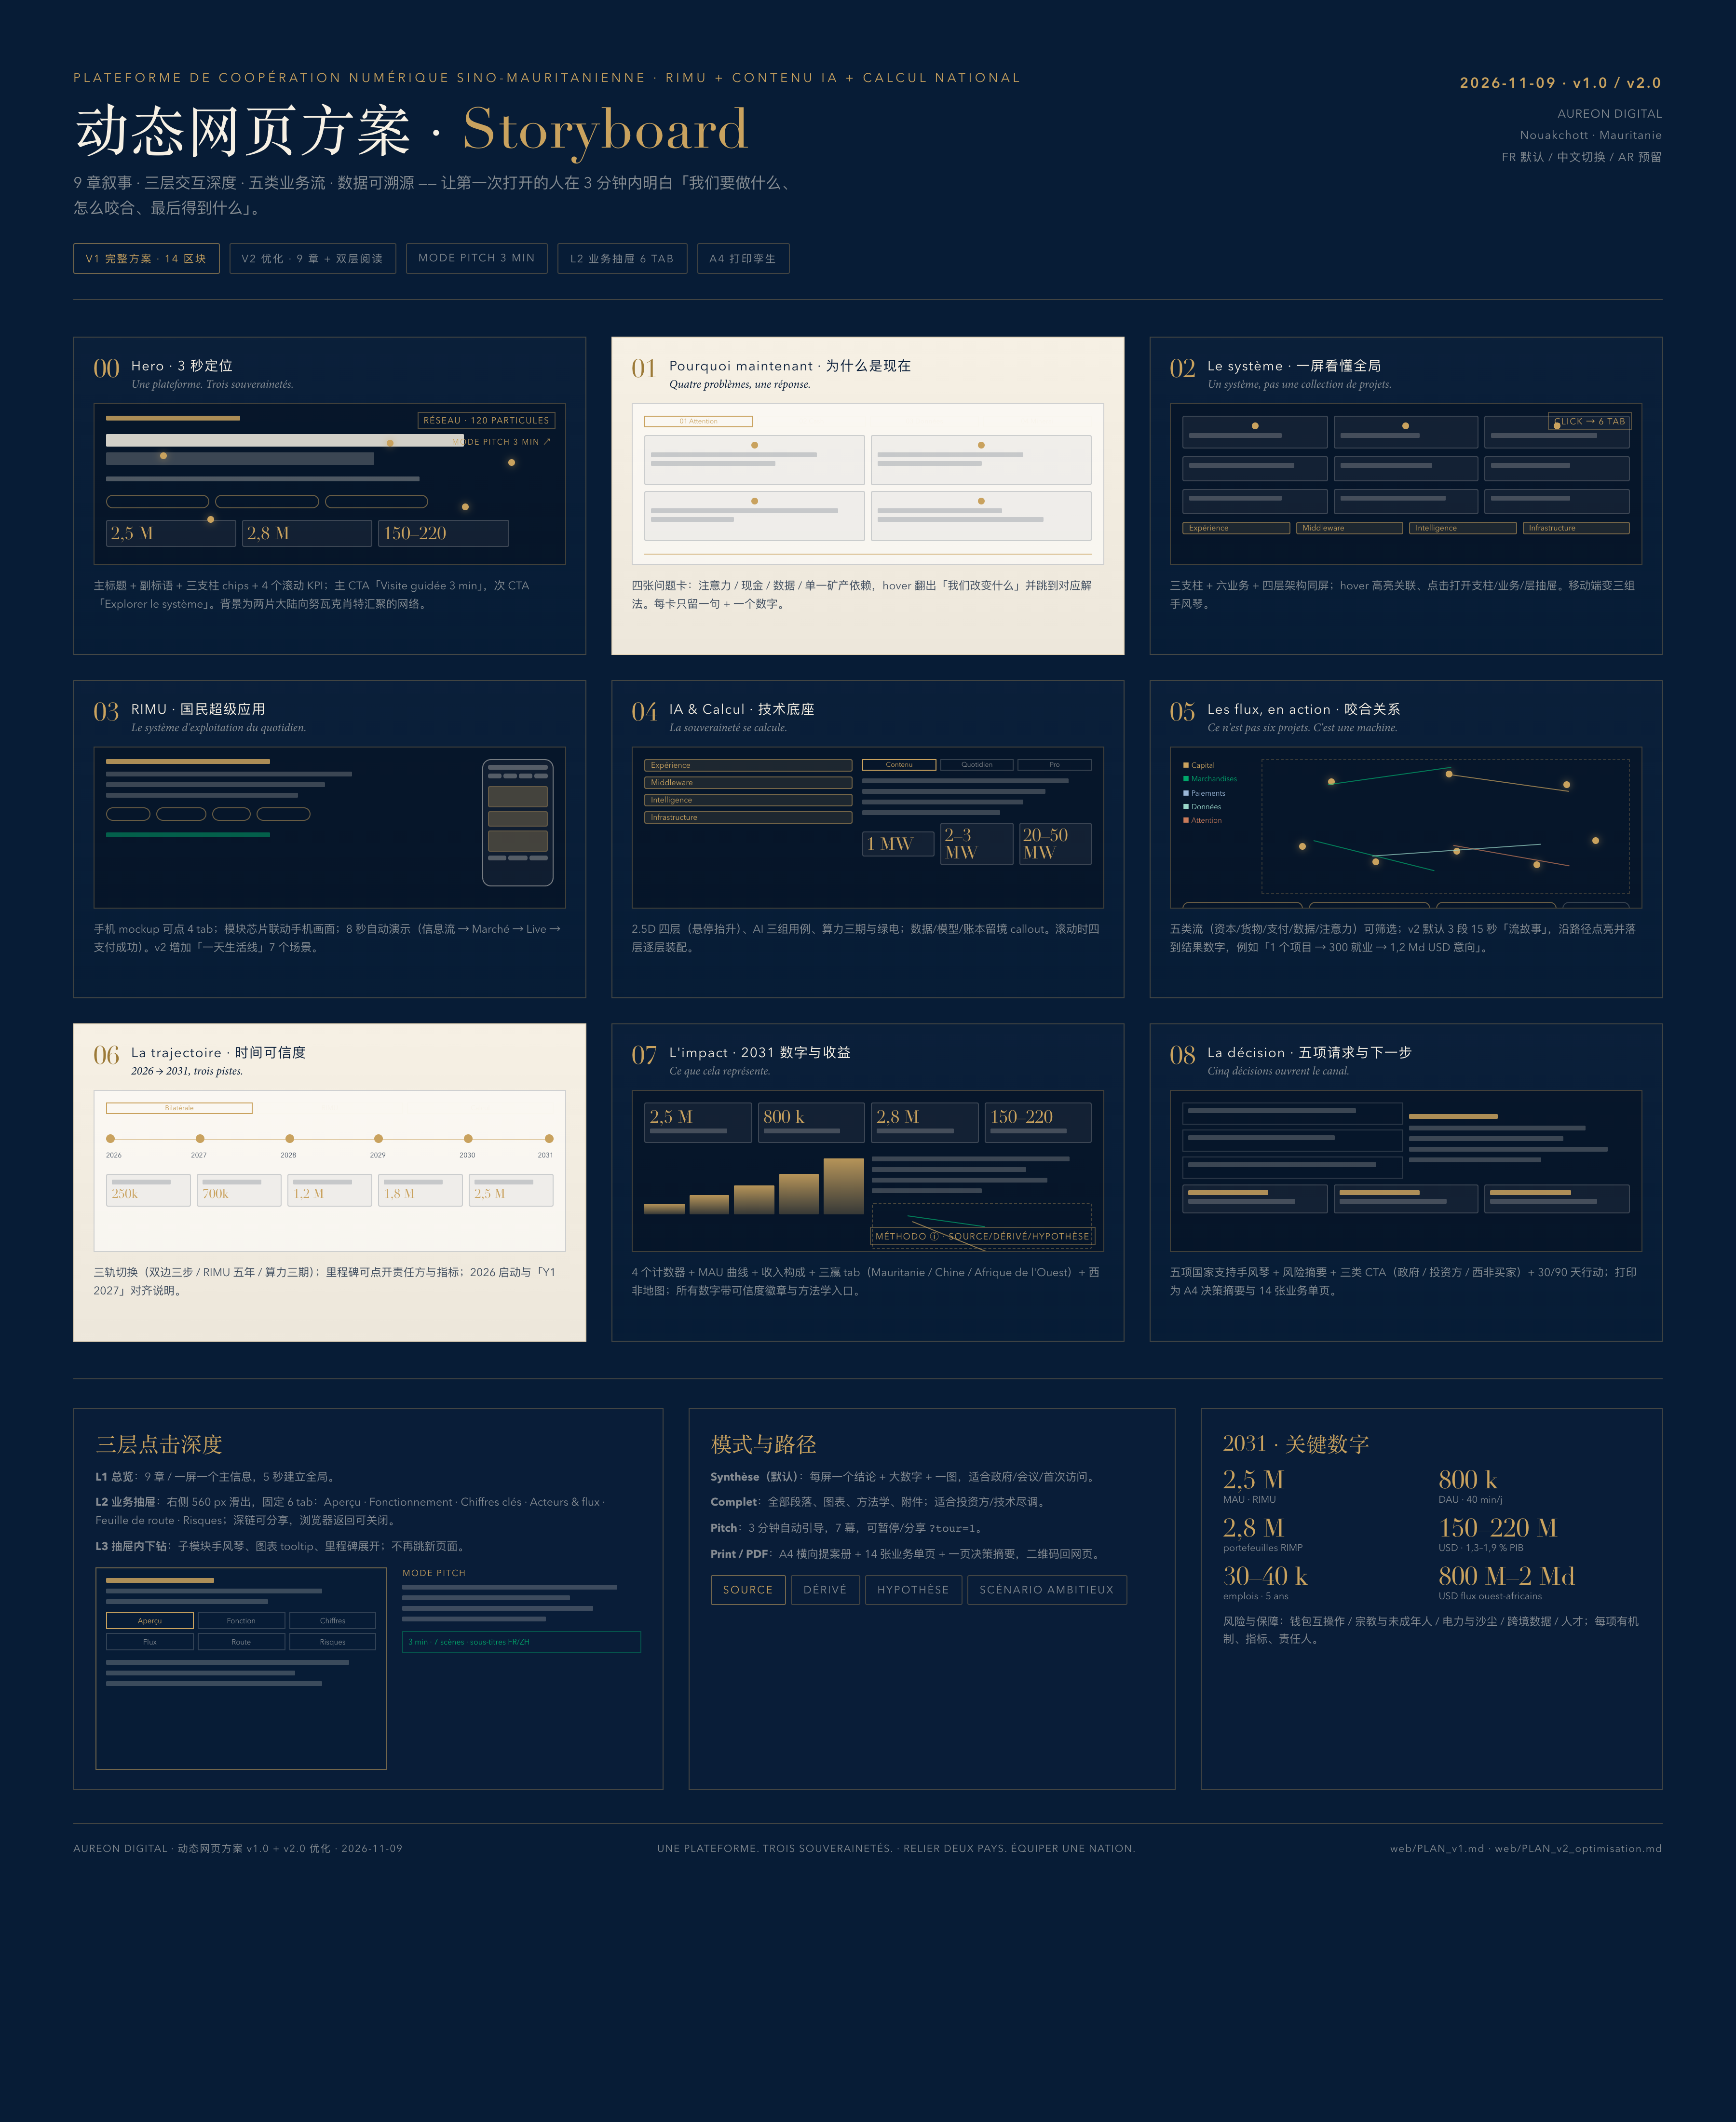 PLATEFORME DE COOPÉRATION NUMÉRIQUE SINO-MAURITANIENNE · RIMU + CONTENU IA + CALCUL NATIONAL
动态网页方案 · Storyboard
9 章叙事 · 三层交互深度 · 五类业务流 · 数据可溯源 —— 让第一次打开的人在 3 分钟内明白「我们要做什么、
怎么咬合、最后得到什么」。
2026-11-09 · v1.0 / v2.0
AUREON DIGITAL
Nouakchott · Mauritanie
FR 默认 / 中文切换 / AR 预留
V1 完整方案 · 14 区块
V2 优化 · 9 章 + 双层阅读
MODE PITCH 3 MIN
L2 业务抽屉 6 TAB
A4 打印孪生
00 Hero · 3 秒定位
Une plateforme. Trois souverainetés.
RÉSEAU · 120 PARTICULES
MODE PITCH 3 MIN ↗
2,5 M
2,8 M
150–220
主标题 + 副标语 + 三支柱 chips + 4 个滚动 KPI；主 CTA「Visite guidée 3 min」，次 CTA
「Explorer le système」。背景为两片大陆向努瓦克肖特汇聚的网络。
01 Pourquoi maintenant · 为什么是现在
Quatre problèmes, une réponse.
01 Attention
四张问题卡：注意力 / 现金 / 数据 / 单一矿产依赖，hover 翻出「我们改变什么」并跳到对应解
法。每卡只留一句 + 一个数字。
02 Le système · 一屏看懂全局
Un système, pas une collection de projets.
CLICK → 6 TAB
Expérience
Middleware
Intelligence
Infrastructure
三支柱 + 六业务 + 四层架构同屏；hover 高亮关联、点击打开支柱/业务/层抽屉。移动端变三组
手风琴。
03 RIMU · 国民超级应用
Le système d'exploitation du quotidien.
手机 mockup 可点 4 tab；模块芯片联动手机画面；8 秒自动演示（信息流 → Marché → Live →
支付成功）。v2 增加「一天生活线」7 个场景。
04 IA & Calcul · 技术底座
La souveraineté se calcule.
Expérience
Middleware
Intelligence
Infrastructure
Contenu
Quotidien
Pro
1 MW
2–3
MW
20–50
MW
2.5D 四层（悬停抬升）、AI 三组用例、算力三期与绿电；数据/模型/账本留境 callout。滚动时四
层逐层装配。
05 Les flux, en action · 咬合关系
Ce n'est pas six projets. C'est une machine.
Capital
Marchandises
Paiements
Données
Attention
五类流（资本/货物/支付/数据/注意力）可筛选；v2 默认 3 段 15 秒「流故事」，沿路径点亮并落
到结果数字，例如「1 个项目 → 300 就业 → 1,2 Md USD 意向」。
06 La trajectoire · 时间可信度
2026 → 2031, trois pistes.
Bilatérale
2026
2027
2028
2029
2030
2031
250k
700k
1,2 M
1,8 M
2,5 M
三轨切换（双边三步 / RIMU 五年 / 算力三期）；里程碑可点开责任方与指标；2026 启动与「Y1
2027」对齐说明。
07 L'impact · 2031 数字与收益
Ce que cela représente.
2,5 M
800 k
2,8 M
150–220
MÉTHODO ⓘ · SOURCE/DÉRIVÉ/HYPOTHÈSE
4 个计数器 + MAU 曲线 + 收入构成 + 三赢 tab（Mauritanie / Chine / Afrique de l'Ouest）+ 西
非地图；所有数字带可信度徽章与方法学入口。
08 La décision · 五项请求与下一步
Cinq décisions ouvrent le canal.
五项国家支持手风琴 + 风险摘要 + 三类 CTA（政府 / 投资方 / 西非买家）+ 30/90 天行动；打印
为 A4 决策摘要与 14 张业务单页。
三层点击深度
L1 总览：9 章 / 一屏一个主信息，5 秒建立全局。
L2 业务抽屉：右侧 560 px 滑出，固定 6 tab：Aperçu · Fonctionnement · Chiffres clés · Acteurs & flux ·
Feuille de route · Risques；深链可分享，浏览器返回可关闭。
L3 抽屉内下钻：子模块手风琴、图表 tooltip、里程碑展开；不再跳新页面。
Aperçu
Fonction
Chiffres
Flux
Route
Risques
MODE PITCH
3 min · 7 scènes · sous-titres FR/ZH
模式与路径
Synthèse（默认）：每屏一个结论 + 大数字 + 一图，适合政府/会议/首次访问。
Complet：全部段落、图表、方法学、附件；适合投资方/技术尽调。
Pitch：3 分钟自动引导，7 幕，可暂停/分享 ?tour=1。
Print / PDF：A4 横向提案册 + 14 张业务单页 + 一页决策摘要，二维码回网页。
SOURCE
DÉRIVÉ
HYPOTHÈSE
SCÉNARIO AMBITIEUX
2031 · 关键数字
2,5 M
MAU · RIMU
800 k
DAU · 40 min/j
2,8 M
portefeuilles RIMP
150–220 M
USD · 1,3–1,9 % PIB
30–40 k
emplois · 5 ans
800 M–2 Md
USD flux ouest-africains
风险与保障：钱包互操作 / 宗教与未成年人 / 电力与沙尘 / 跨境数据 / 人才；每项有机
制、指标、责任人。
AUREON DIGITAL · 动态网页方案 v1.0 + v2.0 优化 · 2026-11-09
UNE PLATEFORME. TROIS SOUVERAINETÉS. · RELIER DEUX PAYS. ÉQUIPER UNE NATION.
web/PLAN_v1.md · web/PLAN_v2_optimisation.md